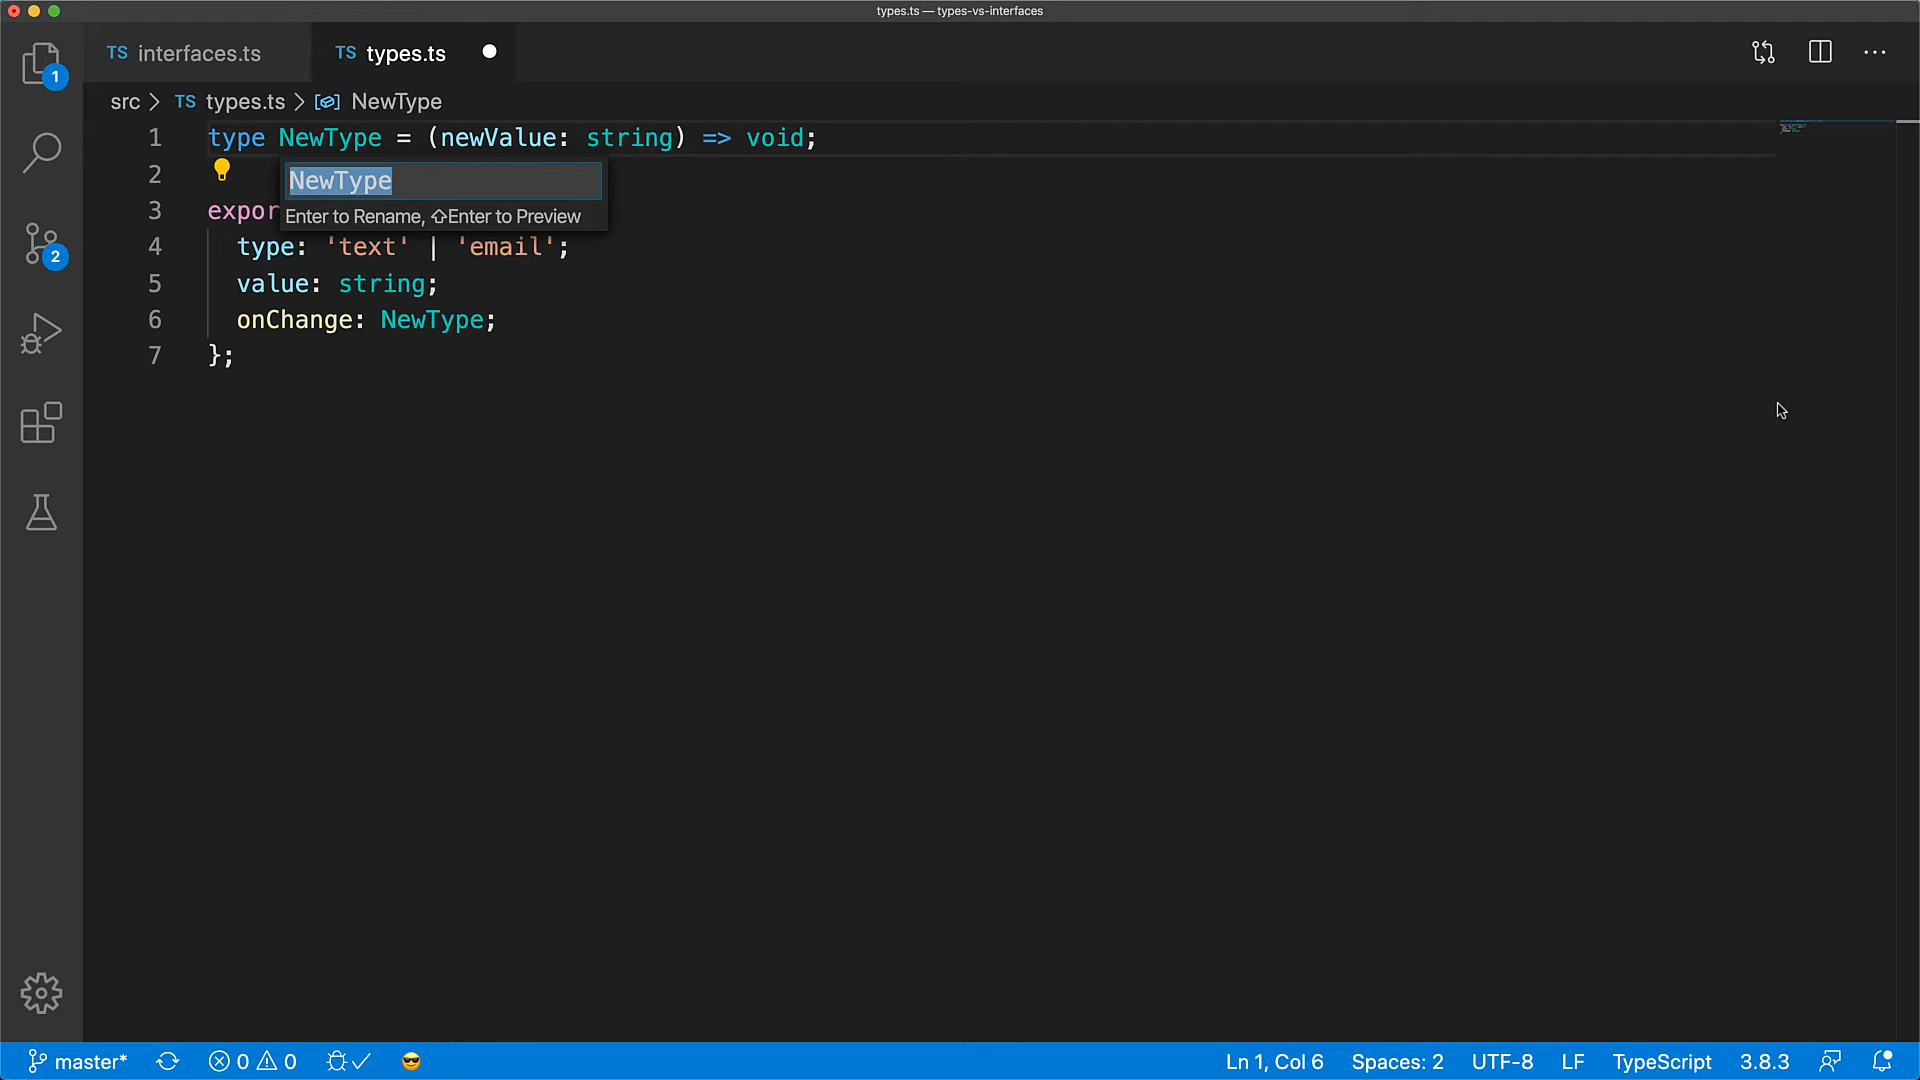 types.ts — types-vs-interfaces
TS interfaces.ts
TS types.ts
src > TS types.ts > NewType
1 type NewType = (newValue: string) => void;
2
NewType
Enter to Rename, ⇧Enter to Preview
3 expor
4 type: 'text' | 'email';
5 value: string;
6 onChange: NewType;
7 };
1
2
master* 0 0 Ln 1, Col 6 Spaces: 2 UTF-8 LF TypeScript 3.8.3